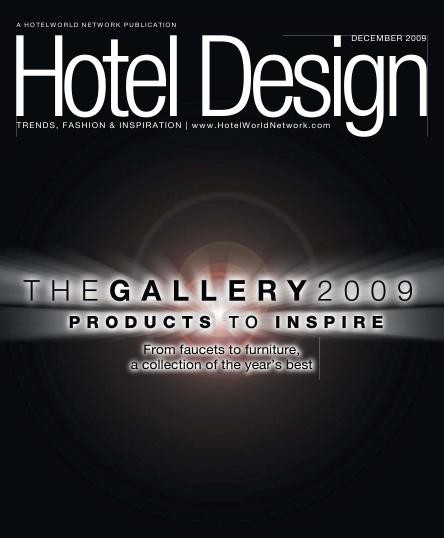 A HOTELWORLD NETWORK PUBLICATION
DECEMBER 2009
Hotel Design
TRENDS, FASHION & INSPIRATION | www.HotelWorldNetwork.com
THEGALLERY2009
PRODUCTS TO INSPIRE
From faucets to furniture,
a collection of the year's best